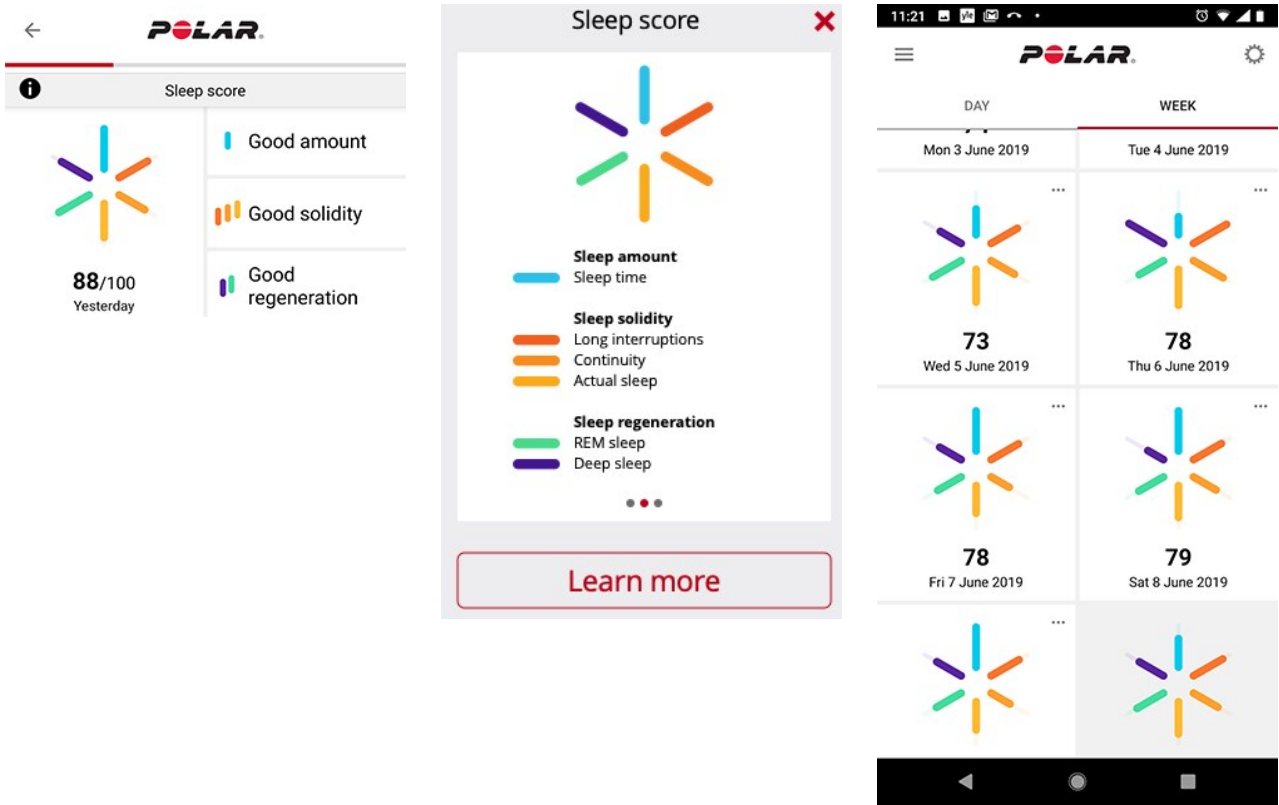 POLAR.
Sleep score
88/100
Yesterday
Good amount
Good solidity
Good
regeneration
Sleep score
Sleep amount
Sleep time
Sleep solidity
Long interruptions
Continuity
Actual sleep
Sleep regeneration
REM sleep
Deep sleep
Learn more
11:21
yle
POLAR.
DAY
WEEK
Mon 3 June 2019
Tue 4 June 2019
73
78
Wed 5 June 2019
Thu 6 June 2019
78
79
Fri 7 June 2019
Sat 8 June 2019